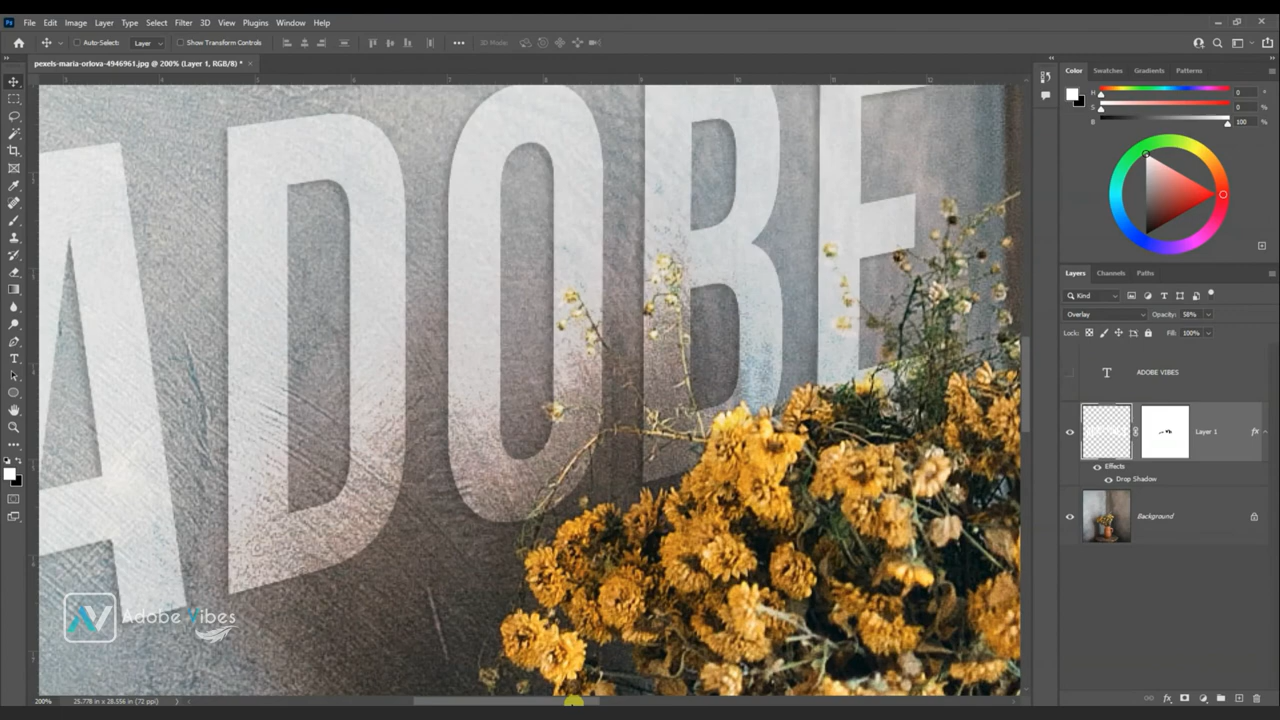 Ps File Edit Image Layer Type Select Filter 3D View Plugins Window Help
Auto-Select: Layer Show Transform Controls 3D Mode:
pexels-maria-orlova-4946961.jpg @ 200% (Layer 1, RGB/8) *
ADOBE
AV Adobe Vibes
200% 25.778 in x 28.556 in (72 ppi)
Color Swatches Gradients Patterns
H 0 °
S 0 %
B 100 %
Layers Channels Paths
Kind
Overlay Opacity: 58%
Lock: Fill: 100%
T ADOBE VIBES
Layer 1 fx
Effects
Drop Shadow
Background